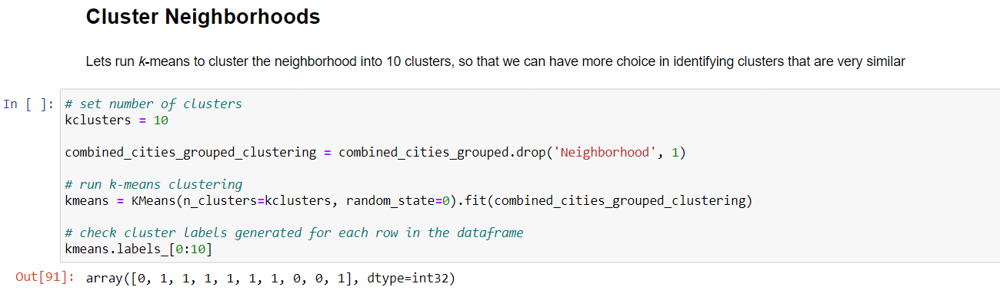 Cluster Neighborhoods
Lets run k-means to cluster the neighborhood into 10 clusters, so that we can have more choice in identifying clusters that are very similar
In [ ]: # set number of clusters
kclusters = 10
combined_cities_grouped_clustering = combined_cities_grouped.drop('Neighborhood', 1)
# run k-means clustering
kmeans = KMeans(n_clusters=kclusters, random_state=0).fit(combined_cities_grouped_clustering)
# check cluster labels generated for each row in the dataframe
kmeans.labels_[0:10]
Out[91]: array([0, 1, 1, 1, 1, 1, 1, 0, 0, 1], dtype=int32)